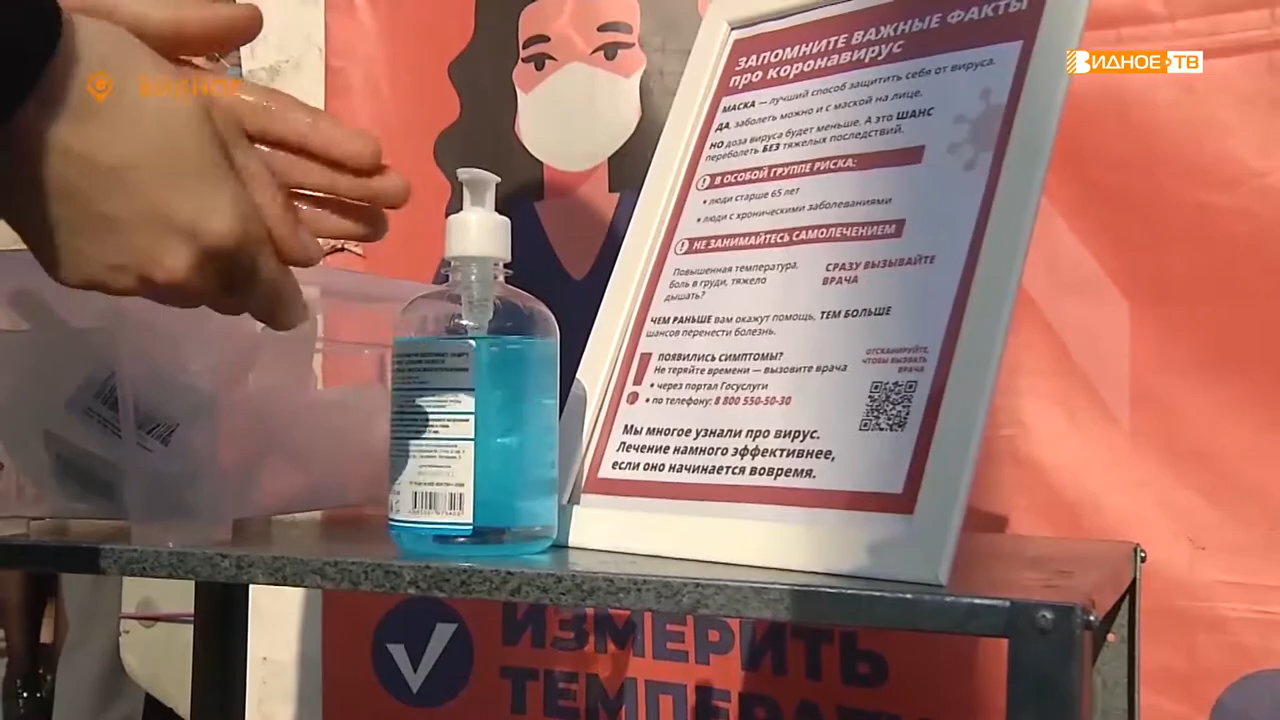 ВИДНОЕ
ВИДНОЕ ТВ
ЗАПОМНИТЕ ВАЖНЫЕ ФАКТЫ
про коронавирус
МАСКА — лучший способ защитить себя от вируса.
ДА, заболеть можно и с маской на лице.
НО доза вируса будет меньше. А это ШАНС
переболеть БЕЗ тяжелых последствий.
! В ОСОБОЙ ГРУППЕ РИСКА:
• люди старше 65 лет
• люди с хроническими заболеваниями
! НЕ ЗАНИМАЙТЕСЬ САМОЛЕЧЕНИЕМ
Повышенная температура,
боль в груди, тяжело
дышать?
СРАЗУ ВЫЗЫВАЙТЕ
ВРАЧА
ЧЕМ РАНЬШЕ вам окажут помощь, ТЕМ БОЛЬШЕ
шансов перенести болезнь.
ПОЯВИЛИСЬ СИМПТОМЫ?
Не теряйте времени — вызовите врача
• через портал Госуслуги
• по телефону: 8 800 550-50-30
ОТСКАНИРУЙТЕ,
ЧТОБЫ ВЫЗВАТЬ
ВРАЧА
Мы многое узнали про вирус.
Лечение намного эффективнее,
если оно начинается вовремя.
ИЗМЕРИТЬ
ТЕМПЕРАТ